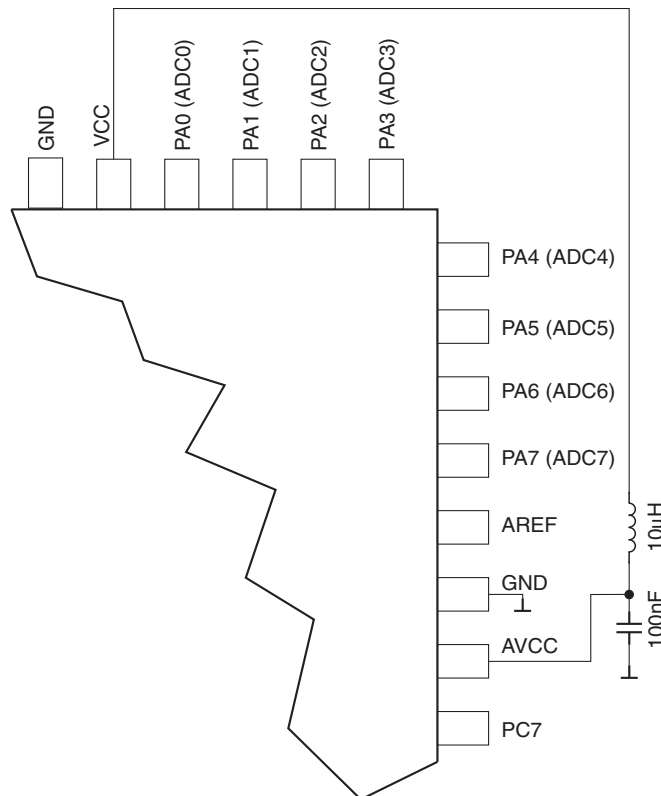 GND
VCC
PA0 (ADC0)
PA1 (ADC1)
PA2 (ADC2)
PA3 (ADC3)
PA4 (ADC4)
PA5 (ADC5)
PA6 (ADC6)
PA7 (ADC7)
AREF
10μH
GND
AVCC
100nF
PC7